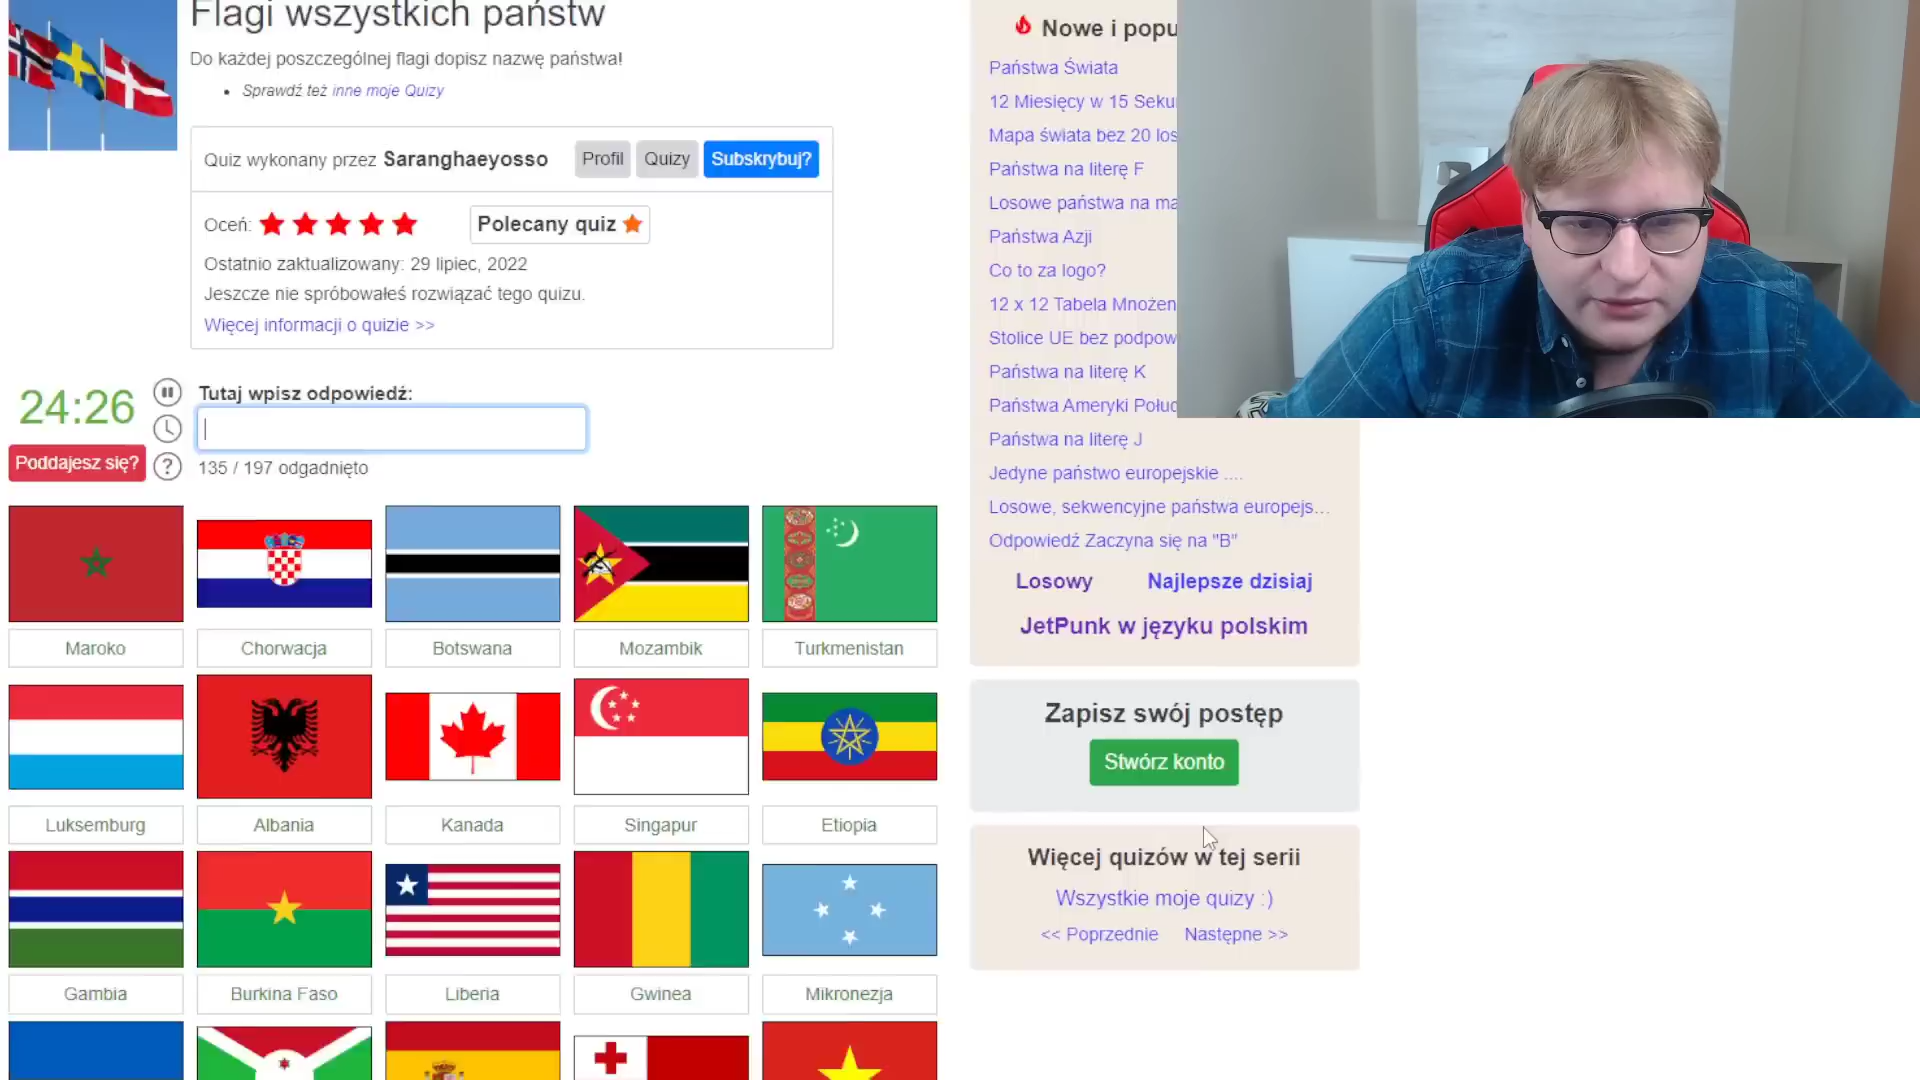 Flagi wszystkich państw
Do każdej poszczególnej flagi dopisz nazwę państwa!
Sprawdź też inne moje Quizy
Quiz wykonany przez Saranghaeyosso
Profil
Quizy
Subskrybuj?
Oceń:
Polecany quiz
Ostatnio zaktualizowany: 29 lipiec, 2022
Jeszcze nie spróbowałeś rozwiązać tego quizu.
Więcej informacji o quizie >>
24:26
Tutaj wpisz odpowiedź:
Poddajesz się?
?
135 / 197 odgadnięto
Maroko
Chorwacja
Botswana
Mozambik
Turkmenistan
Luksemburg
Albania
Kanada
Singapur
Etiopia
Gambia
Burkina Faso
Liberia
Gwinea
Mikronezja
Nowe i popu
Państwa Świata
12 Miesięcy w 15 Seku
Mapa świata bez 20 los
Państwa na literę F
Losowe państwa na ma
Państwa Azji
Co to za logo?
12 x 12 Tabela Mnożen
Stolice UE bez podpow
Państwa na literę K
Państwa Ameryki Połud
Państwa na literę J
Jedyne państwo europejskie ....
Losowe, sekwencyjne państwa europejs...
Odpowiedź Zaczyna się na "B"
Losowy
Najlepsze dzisiaj
JetPunk w języku polskim
Zapisz swój postęp
Stwórz konto
Więcej quizów w tej serii
Wszystkie moje quizy :)
<< Poprzednie
Następne >>